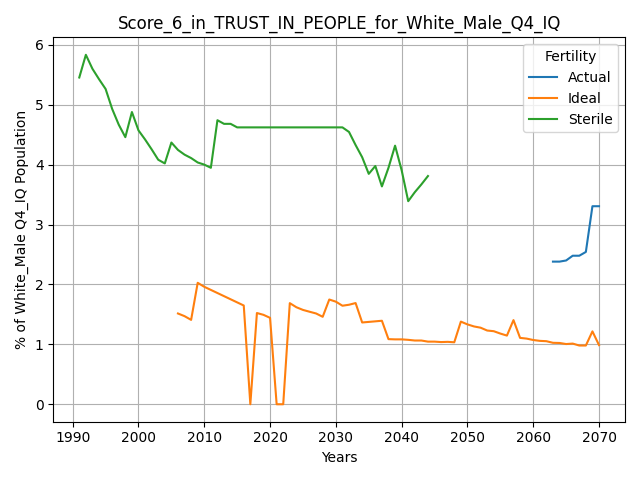 Score_6_in_TRUST_IN_PEOPLE_for_White_Male_Q4_IQ
% of White_Male Q4_IQ Population
6
5
4
3
2
1
0
Fertility
Actual
Ideal
Sterile
1990 2000 2010 2020 2030 2040 2050 2060 2070
Years